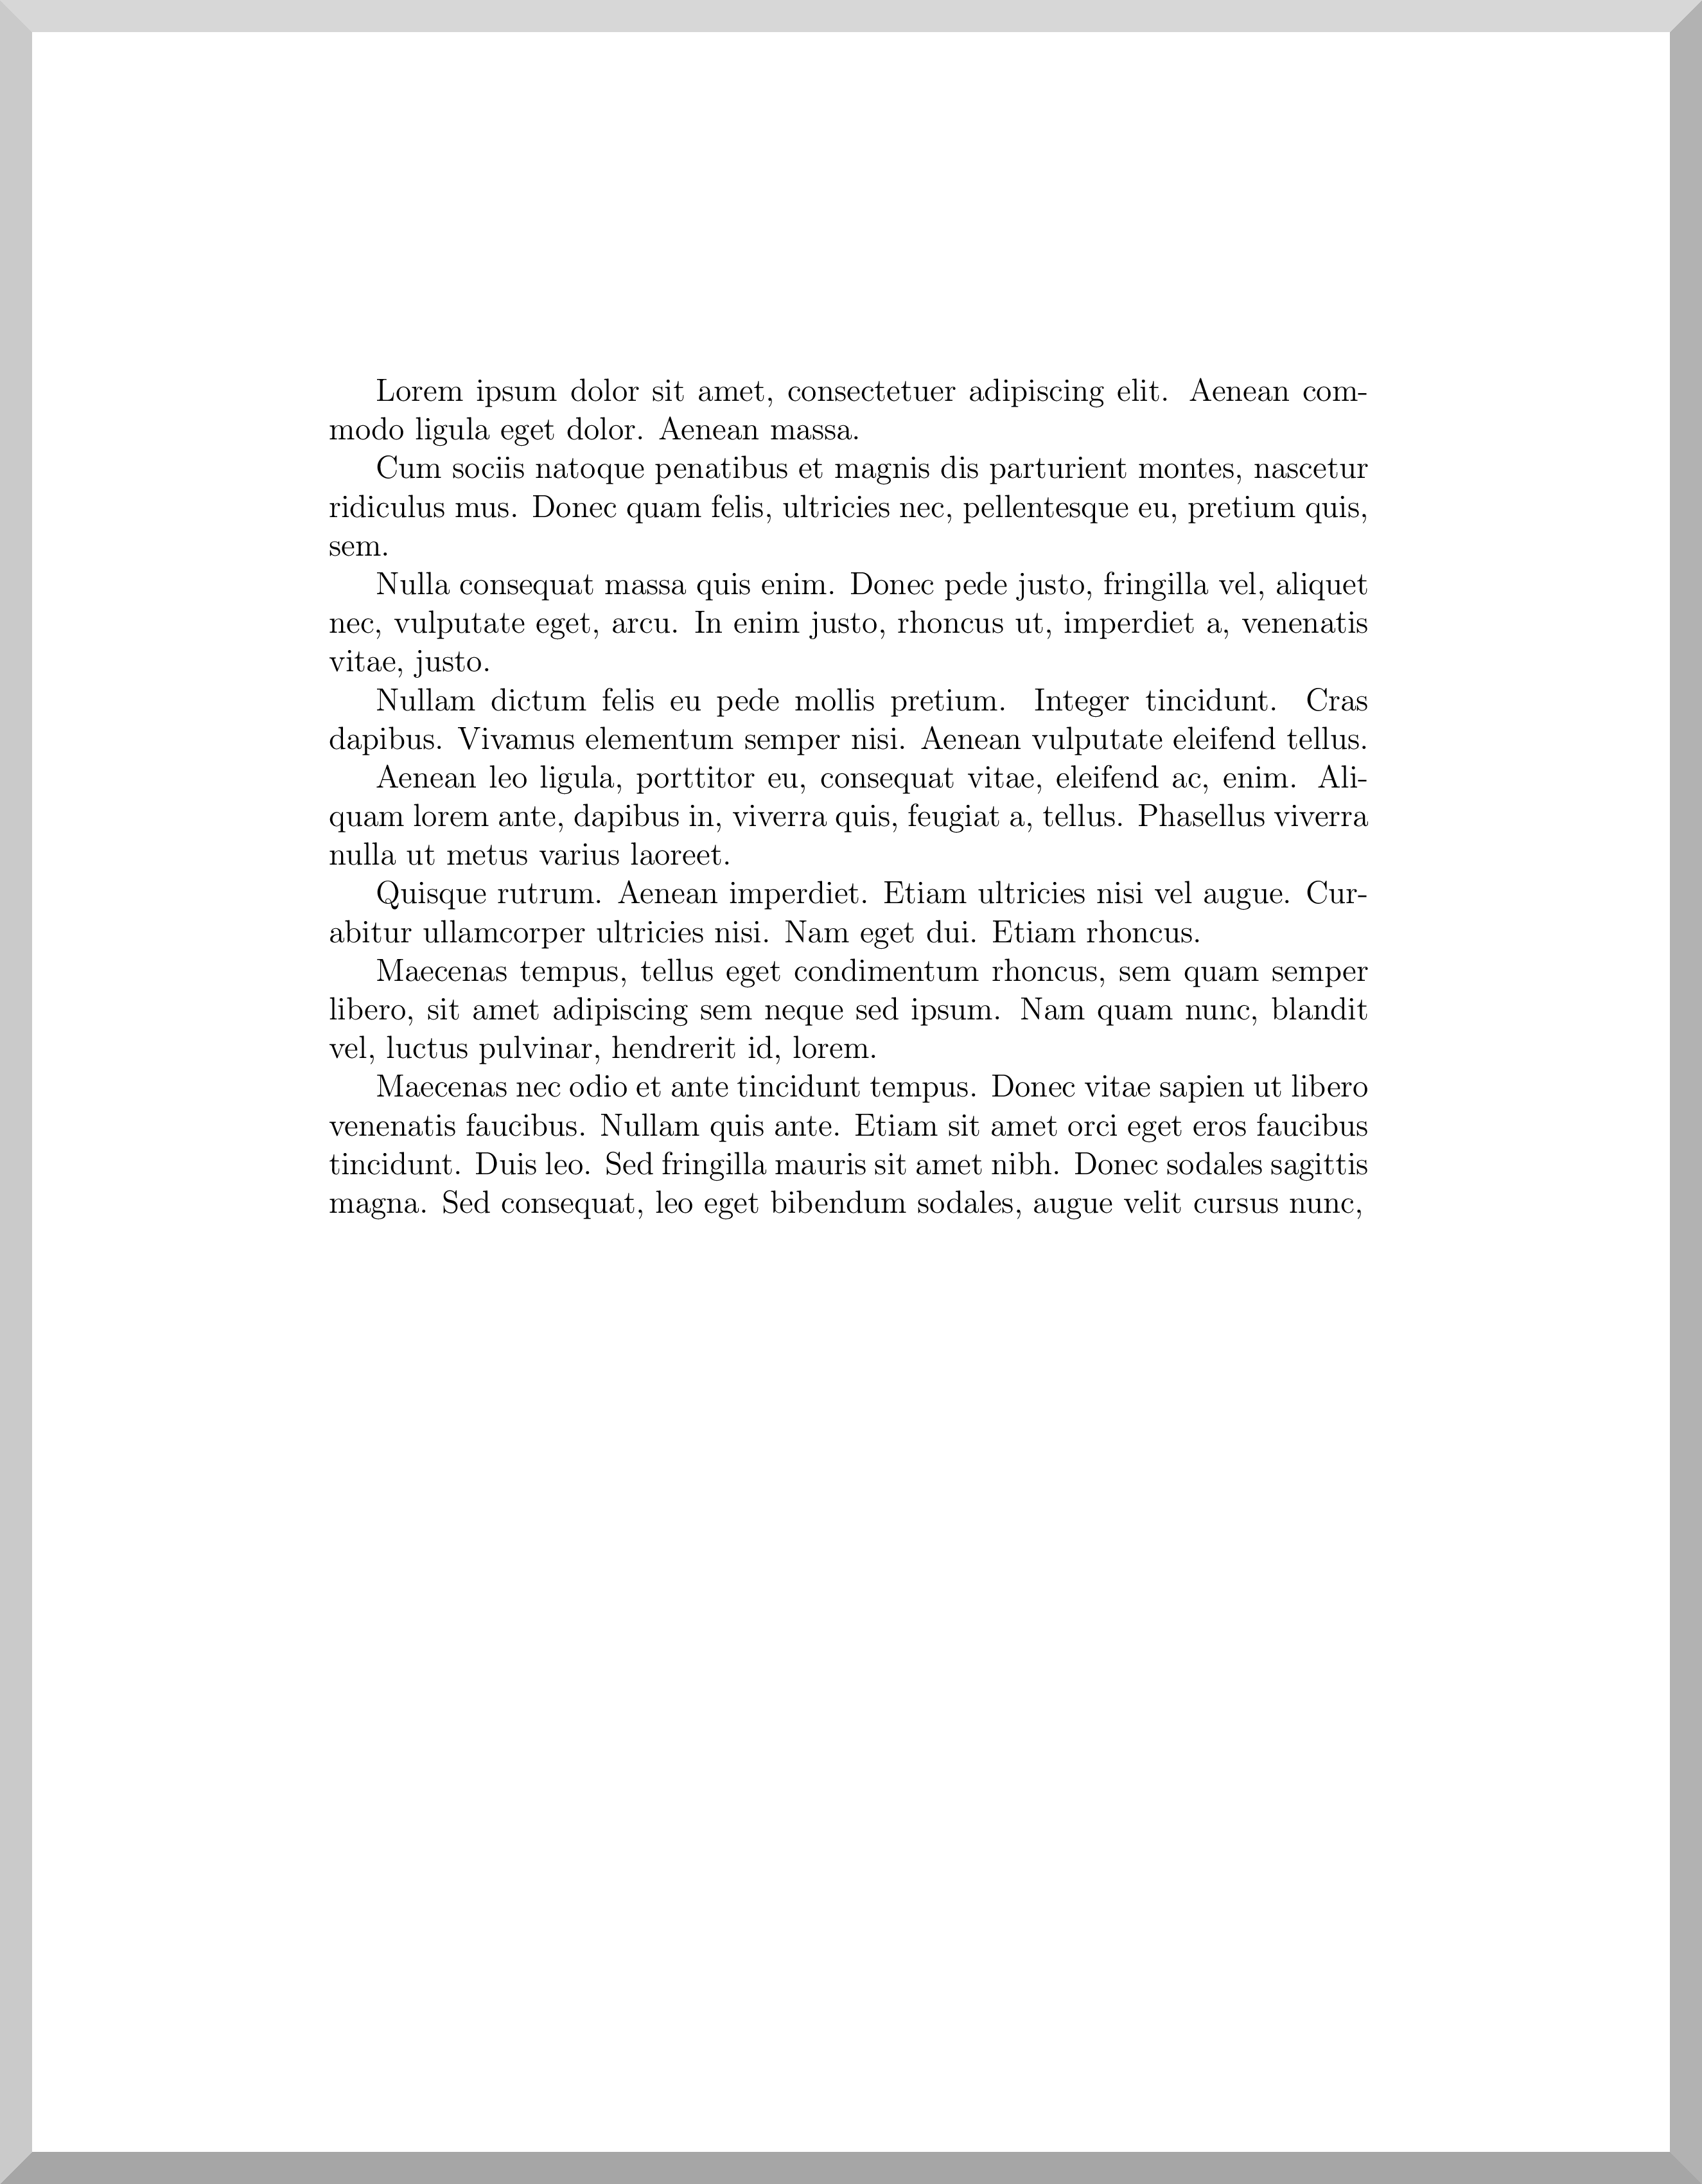 Lorem ipsum dolor sit amet, consectetuer adipiscing elit. Aenean com-
modo ligula eget dolor. Aenean massa.
Cum sociis natoque penatibus et magnis dis parturient montes, nascetur
ridiculus mus. Donec quam felis, ultricies nec, pellentesque eu, pretium quis,
sem.
Nulla consequat massa quis enim. Donec pede justo, fringilla vel, aliquet
nec, vulputate eget, arcu. In enim justo, rhoncus ut, imperdiet a, venenatis
vitae, justo.
Nullam dictum felis eu pede mollis pretium. Integer tincidunt. Cras
dapibus. Vivamus elementum semper nisi. Aenean vulputate eleifend tellus.
Aenean leo ligula, porttitor eu, consequat vitae, eleifend ac, enim. Ali-
quam lorem ante, dapibus in, viverra quis, feugiat a, tellus. Phasellus viverra
nulla ut metus varius laoreet.
Quisque rutrum. Aenean imperdiet. Etiam ultricies nisi vel augue. Cur-
abitur ullamcorper ultricies nisi. Nam eget dui. Etiam rhoncus.
Maecenas tempus, tellus eget condimentum rhoncus, sem quam semper
libero, sit amet adipiscing sem neque sed ipsum. Nam quam nunc, blandit
vel, luctus pulvinar, hendrerit id, lorem.
Maecenas nec odio et ante tincidunt tempus. Donec vitae sapien ut libero
venenatis faucibus. Nullam quis ante. Etiam sit amet orci eget eros faucibus
tincidunt. Duis leo. Sed fringilla mauris sit amet nibh. Donec sodales sagittis
magna. Sed consequat, leo eget bibendum sodales, augue velit cursus nunc,